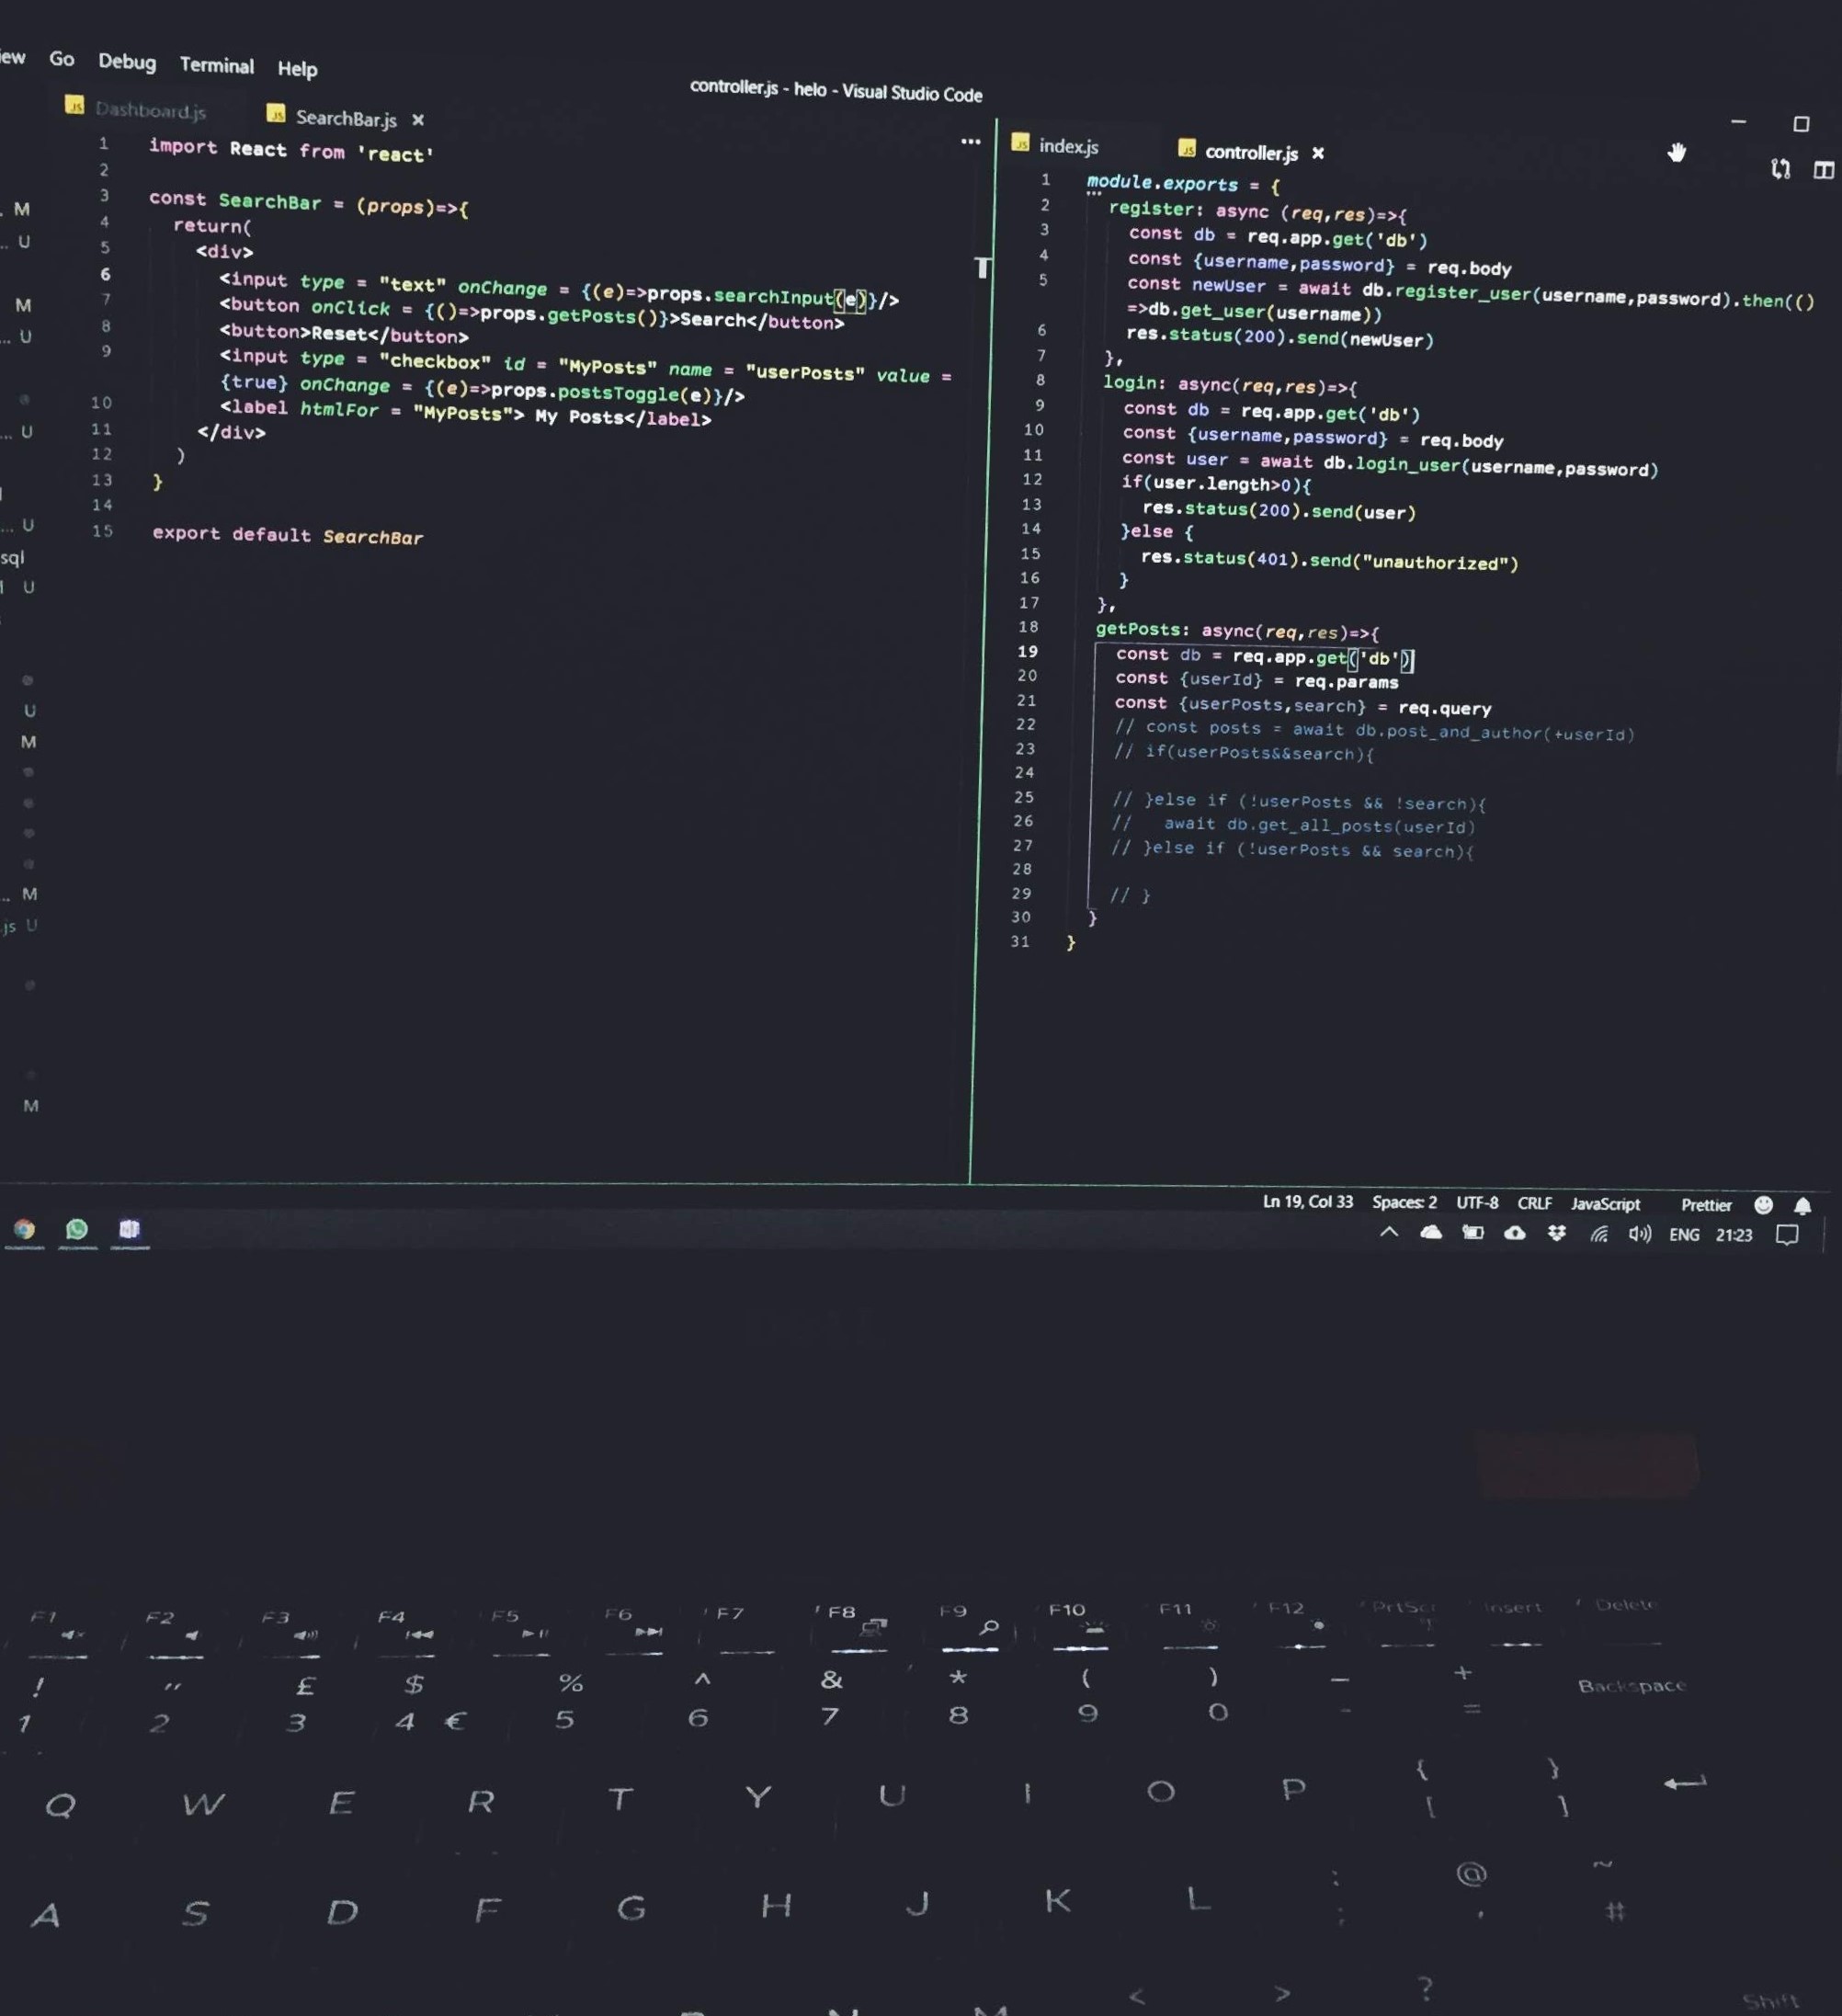 Go Debug Terminal Help
controller.js - helo - Visual Studio Code
Dashboard.js SearchBar.js ×
1 import React from 'react'
2
3 const SearchBar = (props)=>{
4 return(
5 <div>
6 <input type = "text" onChange = {(e)=>props.searchInput(e)}/>
7 <button onClick = {()=>props.getPosts()}>Search</button>
8 <button>Reset</button>
9 <input type = "checkbox" id = "MyPosts" name = "userPosts" value =
{true} onChange = {(e)=>props.postsToggle(e)}/>
10 <label htmlFor = "MyPosts"> My Posts</label>
11 </div>
12 )
13 }
14
15 export default SearchBar
M
U
M
U
U
U
sql
U
U
M
M
js U
M
index.js controller.js ×
1 module.exports = {
2 register: async (req,res)=>{
3 const db = req.app.get('db')
4 const {username,password} = req.body
5 const newUser = await db.register_user(username,password).then(()
=>db.get_user(username))
6 res.status(200).send(newUser)
7 },
8 login: async(req,res)=>{
9 const db = req.app.get('db')
10 const {username,password} = req.body
11 const user = await db.login_user(username,password)
12 if(user.length>0){
13 res.status(200).send(user)
14 }else {
15 res.status(401).send("unauthorized")
16 }
17 },
18 getPosts: async(req,res)=>{
19 const db = req.app.get('db')
20 const {userId} = req.params
21 const {userPosts,search} = req.query
22 // const posts = await db.post_and_author(+userId)
23 // if(userPosts&&search){
24
25 // }else if (!userPosts && !search){
26 // await db.get_all_posts(userId)
27 // }else if (!userPosts && search){
28
29 // }
30 }
31 }
Ln 19, Col 33 Spaces: 2 UTF-8 CRLF JavaScript Prettier
ENG 21:23
F1 F2 F3 F4 F5 F6 F7 F8 F9 F10 F11 F12 PrtScr Insert Delete
! " £ $ % ^ & * ( ) _ + Backspace
1 2 3 4 € 5 6 7 8 9 0 - =
Q W E R T Y U I O P { [ } ]
A S D F G H J K L : ; @ ' ~ #
< > ? Shift